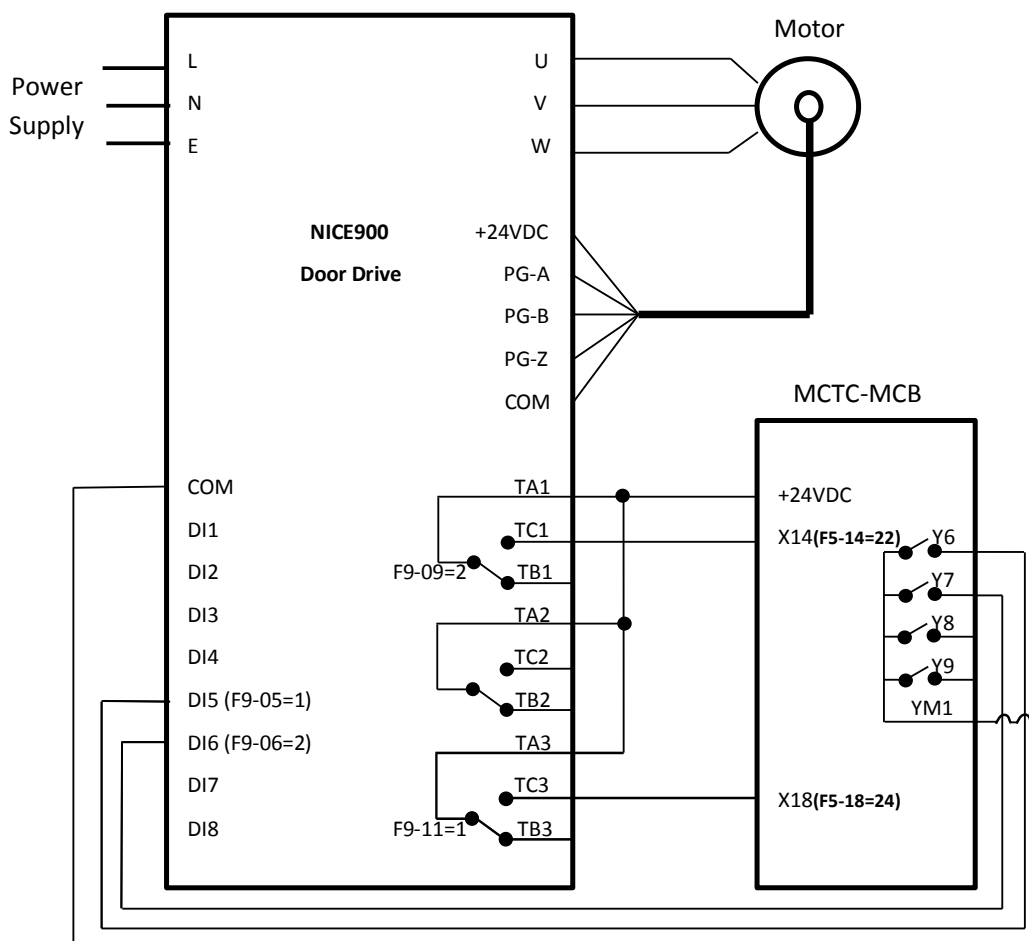 Motor
Power
Supply
L
N
E
U
V
W
NICE900
Door Drive
+24VDC
PG-A
PG-B
PG-Z
COM
MCTC-MCB
COM
DI1
DI2
DI3
DI4
DI5 (F9-05=1)
DI6 (F9-06=2)
DI7
DI8
TA1
TC1
F9-09=2
TB1
TA2
TC2
TB2
TA3
TC3
F9-11=1
TB3
+24VDC
X14(F5-14=22)
Y6
Y7
Y8
Y9
YM1
X18(F5-18=24)